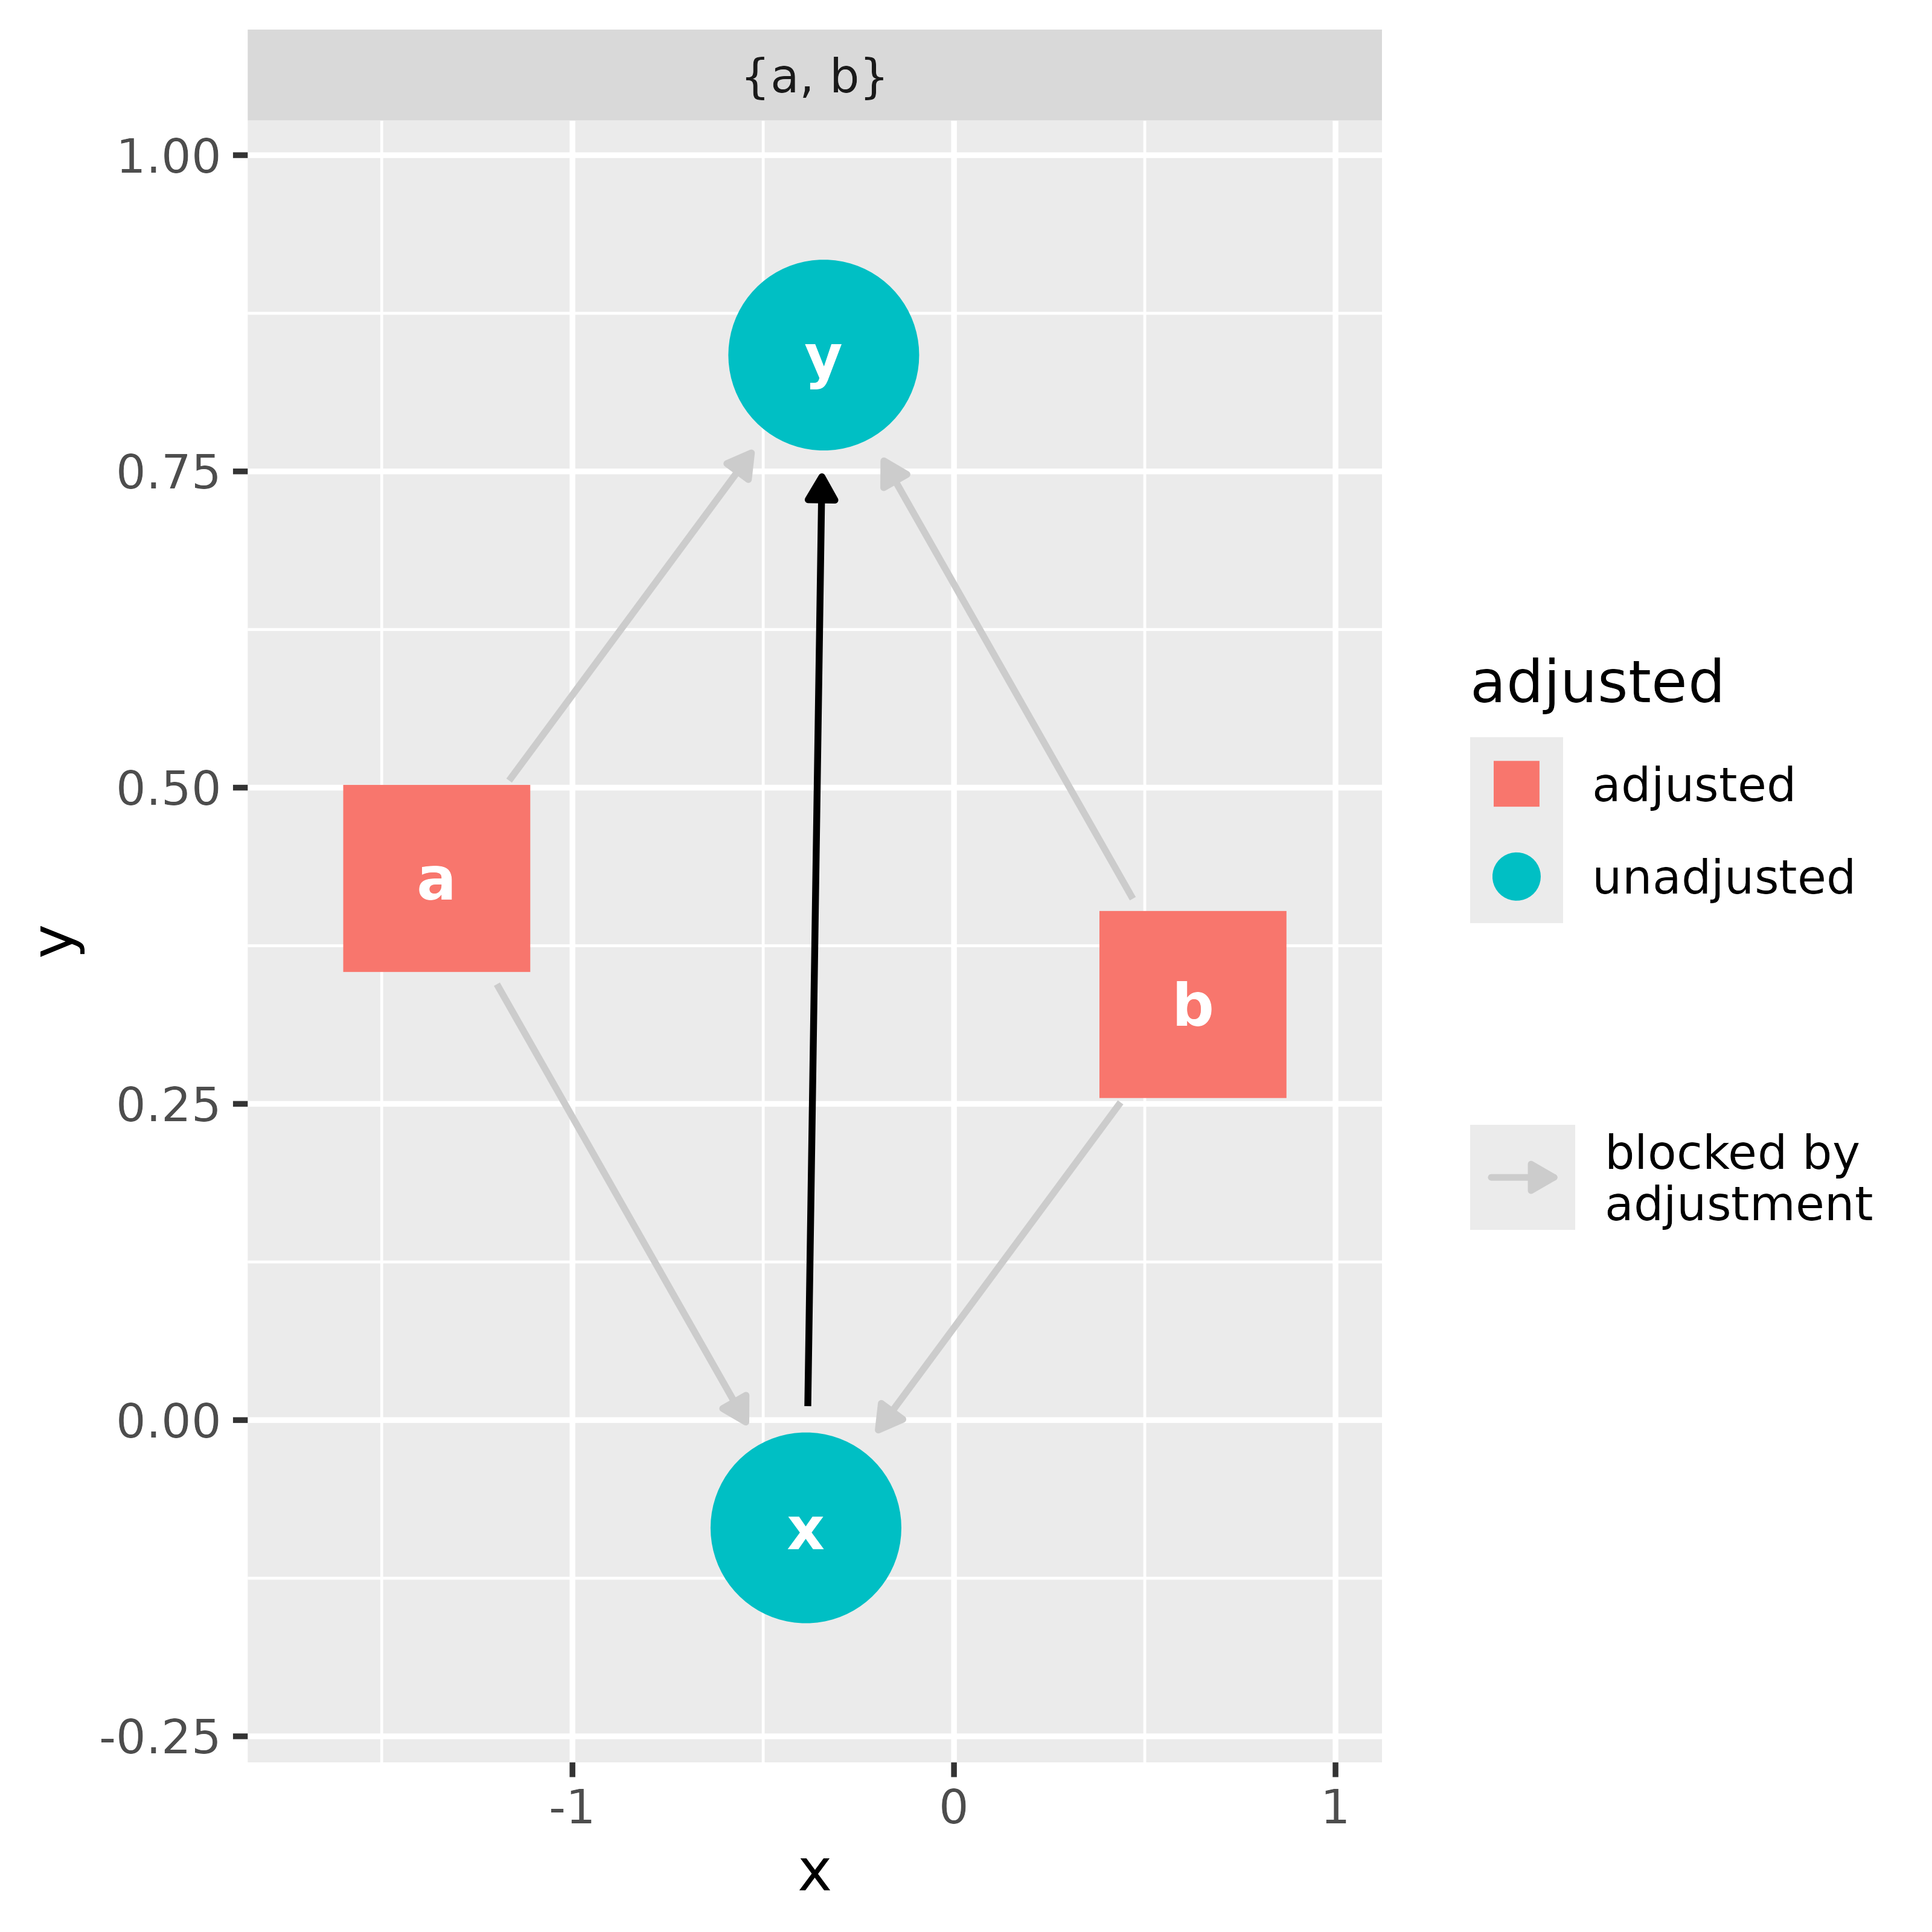 {a, b}
1.00
0.75
0.50
0.25
0.00
-0.25
y
y
a
b
x
-1
0
1
x
adjusted
adjusted
unadjusted
blocked by
adjustment